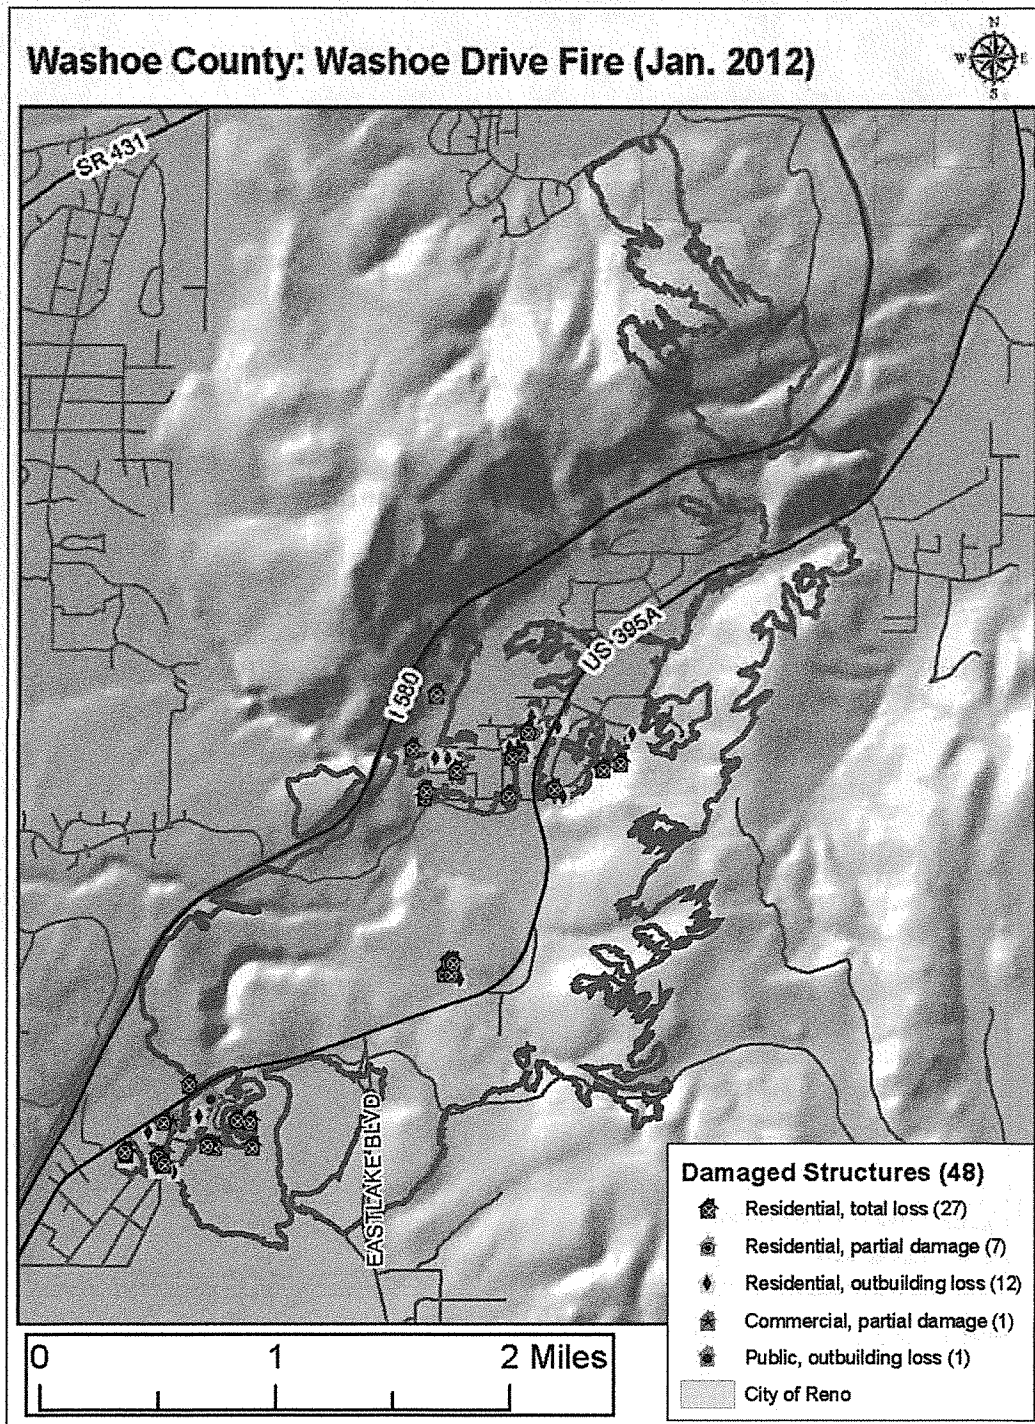 Washoe County: Washoe Drive Fire (Jan. 2012)
N
W
E
S
SR 431
I 580
US 395A
EASTLAKE BLVD
Damaged Structures (48)
Residential, total loss (27)
Residential, partial damage (7)
Residential, outbuilding loss (12)
Commercial, partial damage (1)
Public, outbuilding loss (1)
City of Reno
0 1 2 Miles